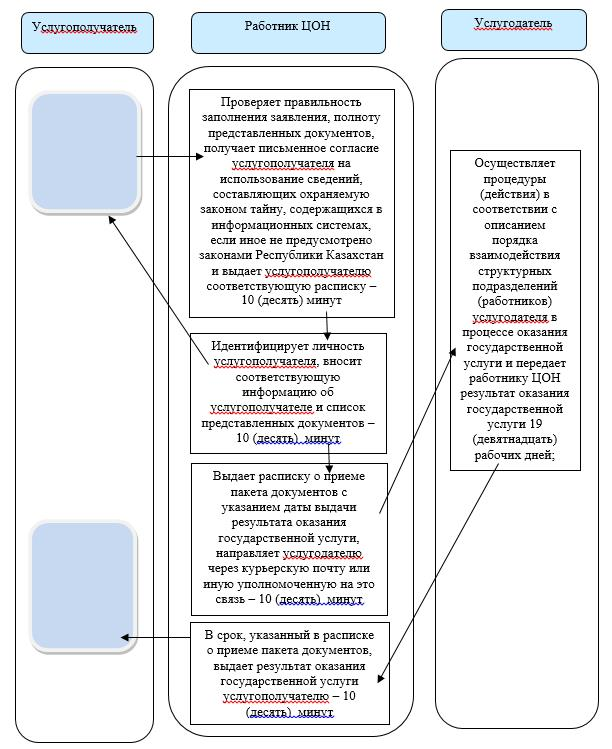 Услугополучатель
Работник ЦОН
Услугодатель
Проверяет правильность
заполнения заявления, полноту
представленных документов,
получает письменное согласие
услугополучателя на
использование сведений,
составляющих охраняемую
законом тайну, содержащихся в
информационных системах,
если иное не предусмотрено
законами Республики Казахстан
и выдает услугополучателю
соответствующую расписку –
10 (десять) минут
Идентифицирует личность
услугополучателя, вносит
соответствующую
информацию об
услугополучателе и список
представленных документов –
10 (десять) минут
Выдает расписку о приеме
пакета документов с
указанием даты выдачи
результата оказания
государственной услуги,
направляет услугодателю
через курьерскую почту или
иную уполномоченную на это
связь – 10 (десять) минут
В срок, указанный в расписке
о приеме пакета документов,
выдает результат оказания
государственной услуги
услугополучателю – 10
(десять) минут
Осуществляет
процедуры
(действия) в
соответствии с
описанием
порядка
взаимодействия
структурных
подразделений
(работников)
услугодателя в
процессе оказания
государственной
услуги и передает
работнику ЦОН
результат оказания
государственной
услуги 19
(девятнадцать)
рабочих дней;